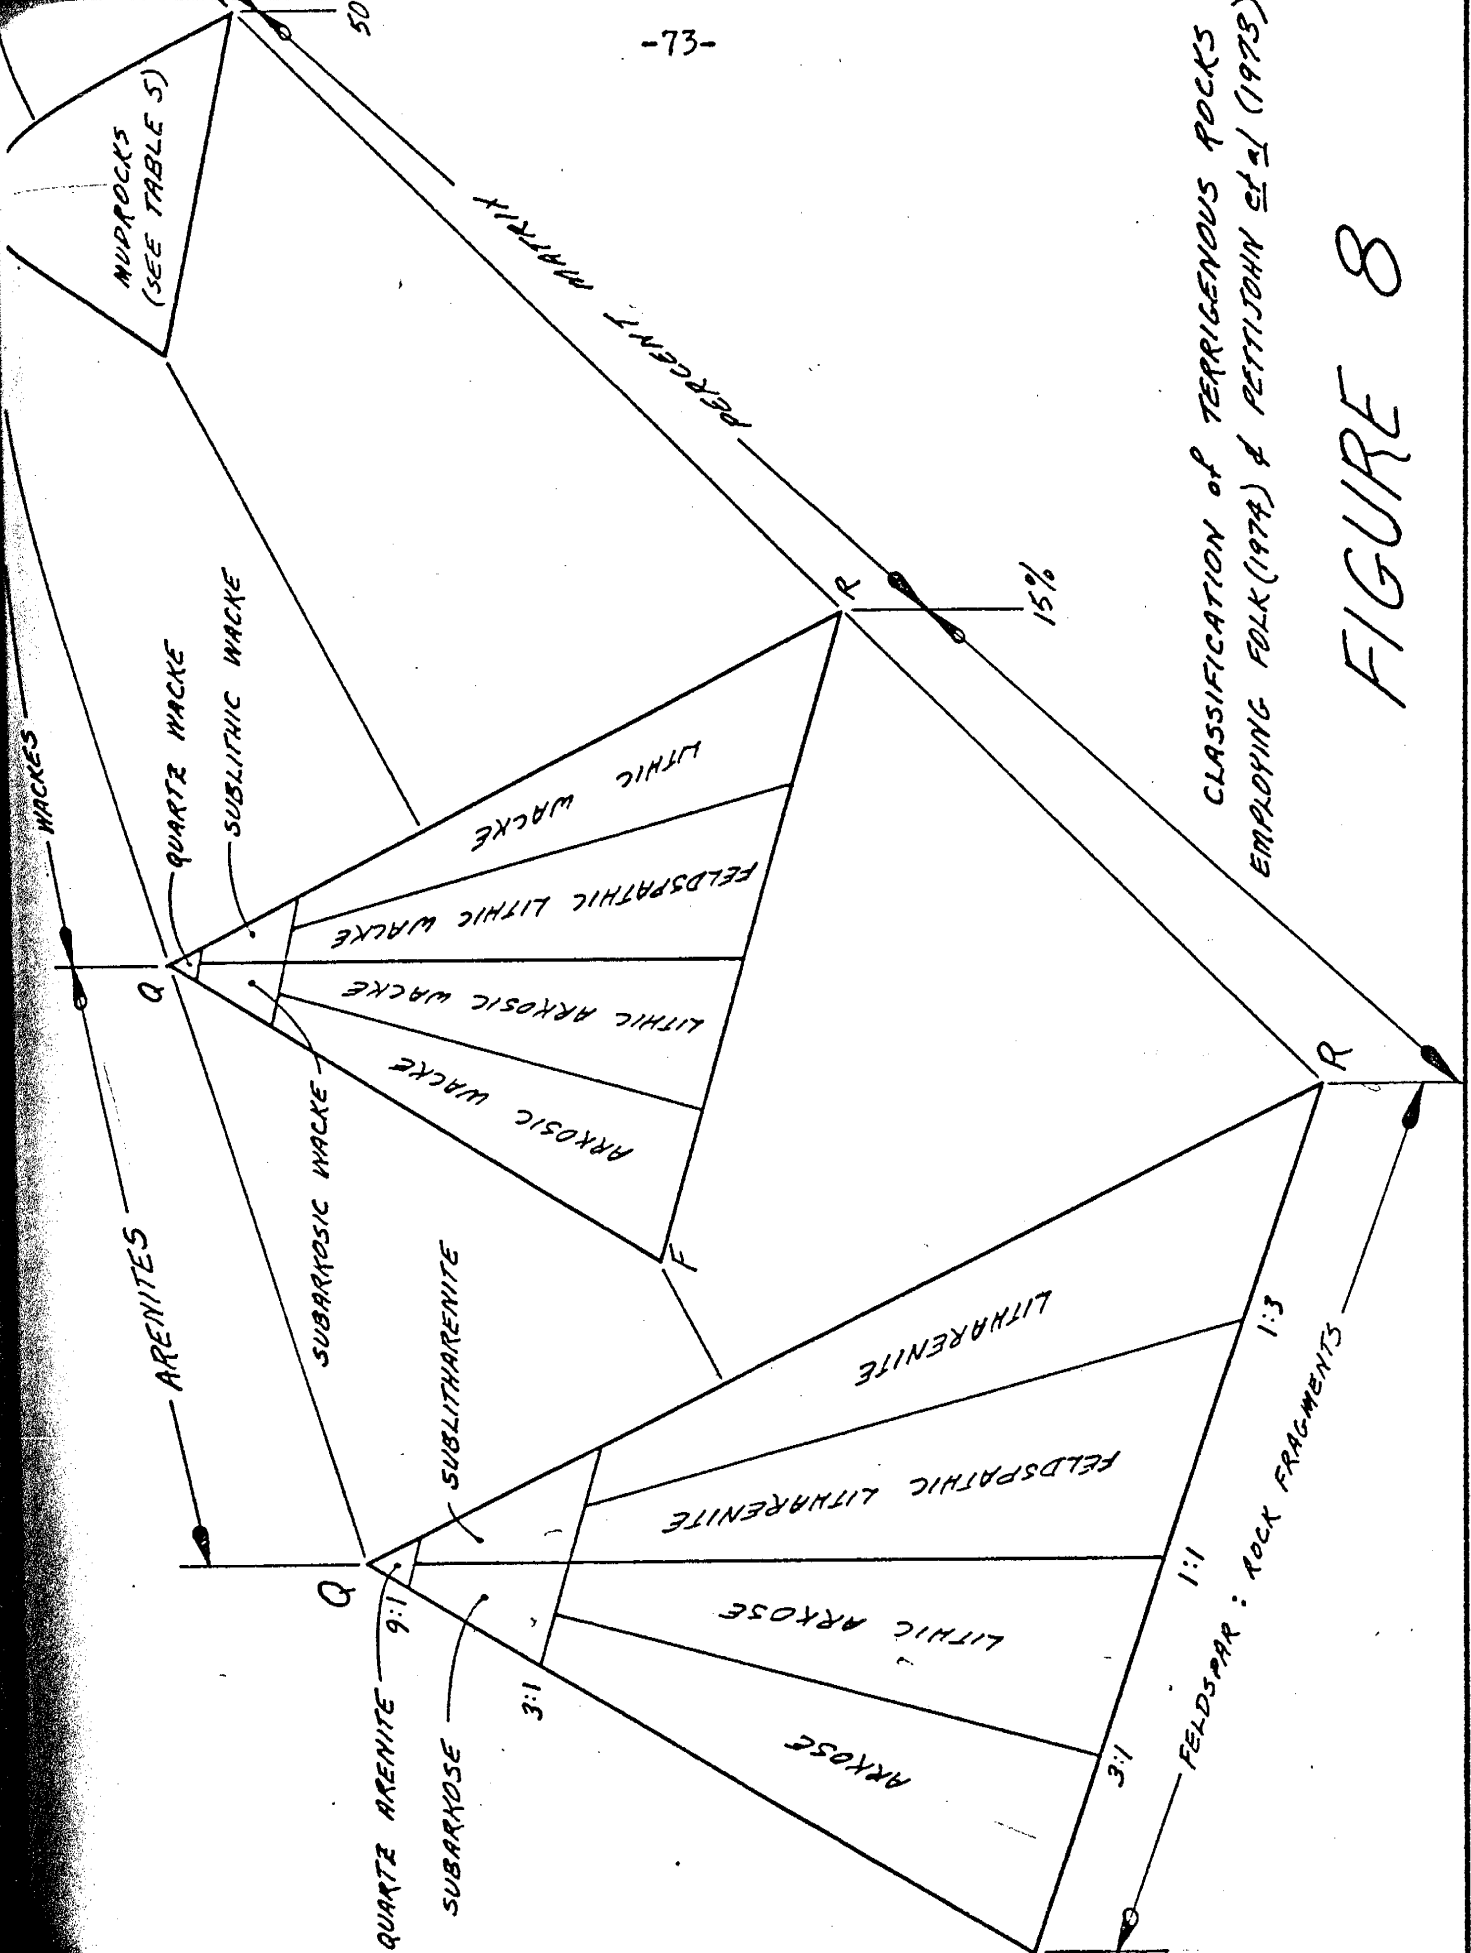 -73-
50
MUDROCKS
(SEE TABLE 5)
WACKES
QUARTZ WACKE
SUBLITHIC WACKE
Q
PERCENT MATRIX
R
15%
LITHIC WACKE
FELDSPATHIC LITHIC WACKE
LITHIC ARKOSIC WACKE
ARKOSIC WACKE
SUBARKOSIC WACKE
F
ARENITES
SUBLITHARENITE
Q
QUARTZ ARENITE
9:1
SUBARKOSE
3:1
LITHARENITE
FELDSPATHIC LITHARENITE
LITHIC ARKOSE
ARKOSE
R
1:3
1:1
3:1
FELDSPAR : ROCK FRAGMENTS
CLASSIFICATION of TERRIGENOUS ROCKS
EMPLOYING FOLK (1974) & PETTIJOHN et al (1973)
FIGURE 8